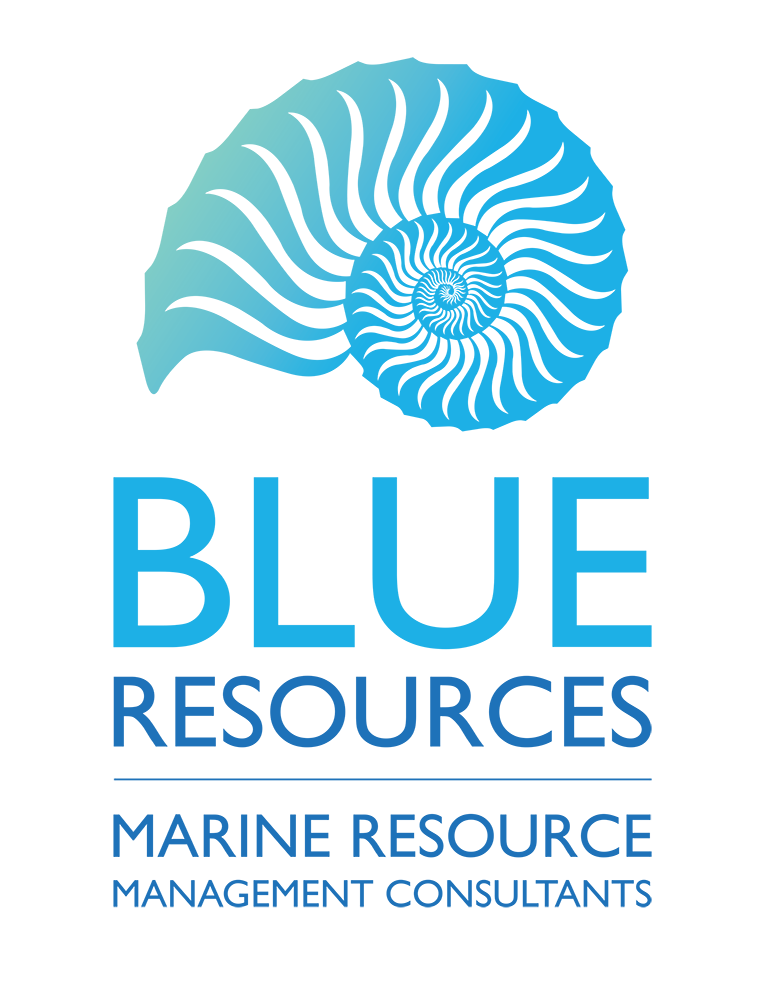 BLUE
RESOURCES
MARINE RESOURCE
MANAGEMENT CONSULTANTS